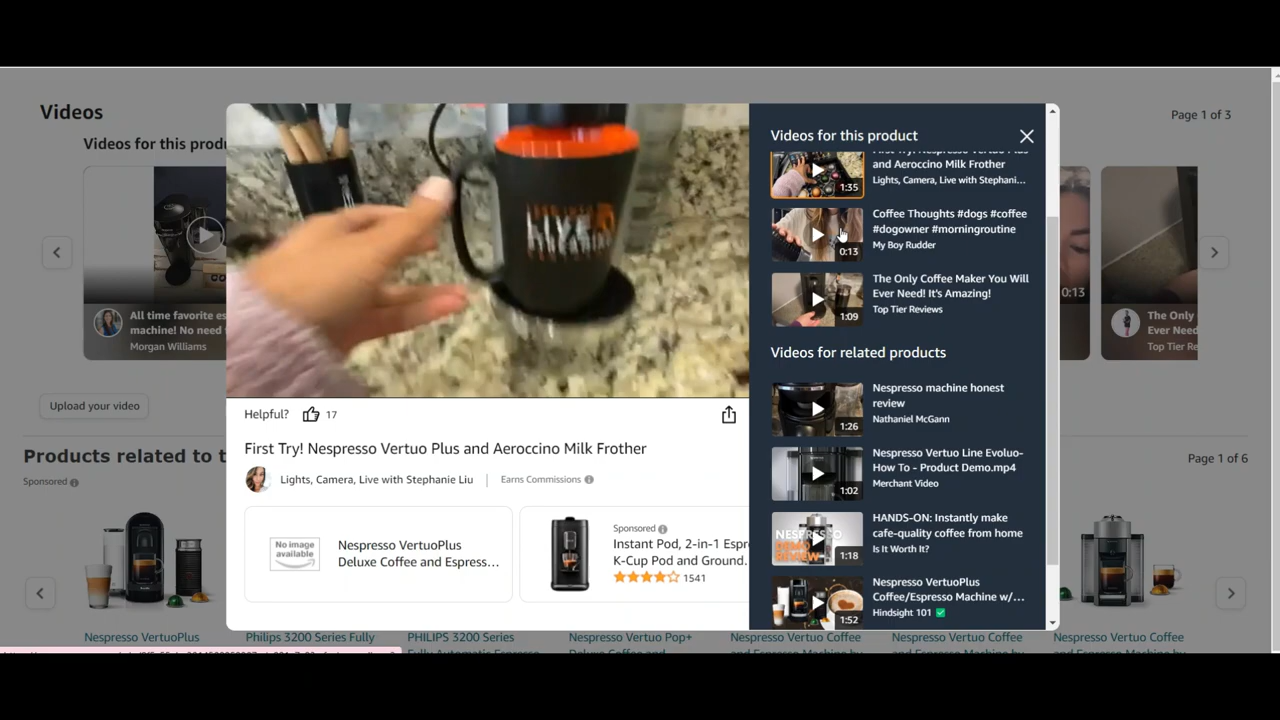 Videos
Page 1 of 3
Videos for this produ
All time favorite es
machine! No need
Morgan Williams
Upload your video
Products related to t
Sponsored
Page 1 of 6
Helpful? 17
First Try! Nespresso Vertuo Plus and Aeroccino Milk Frother
Lights, Camera, Live with Stephanie Liu
Earns Commissions
No image
available
Nespresso VertuoPlus
Deluxe Coffee and Espress...
Sponsored
Instant Pod, 2-in-1 Espr
K-Cup Pod and Ground.
1541
Videos for this product
First Try! Nespresso Vertuo Plus
and Aeroccino Milk Frother
Lights, Camera, Live with Stephani...
1:35
Coffee Thoughts #dogs #coffee
#dogowner #morningroutine
My Boy Rudder
0:13
The Only Coffee Maker You Will
Ever Need! It's Amazing!
Top Tier Reviews
1:09
Videos for related products
Nespresso machine honest
review
Nathaniel McGann
1:26
Nespresso Vertuo Line Evoluo-
How To - Product Demo.mp4
Merchant Video
1:02
HANDS-ON: Instantly make
cafe-quality coffee from home
Is It Worth It?
1:18
Nespresso VertuoPlus
Coffee/Espresso Machine w/...
Hindsight 101
1:52
0:13
The Only
Ever Need
Top Tier Re
Nespresso VertuoPlus
Philips 3200 Series Fully
PHILIPS 3200 Series
Nespresso Vertuo Pop+
Nespresso Vertuo Coffee
Nespresso Vertuo Coffee
Nespresso Vertuo Coffee